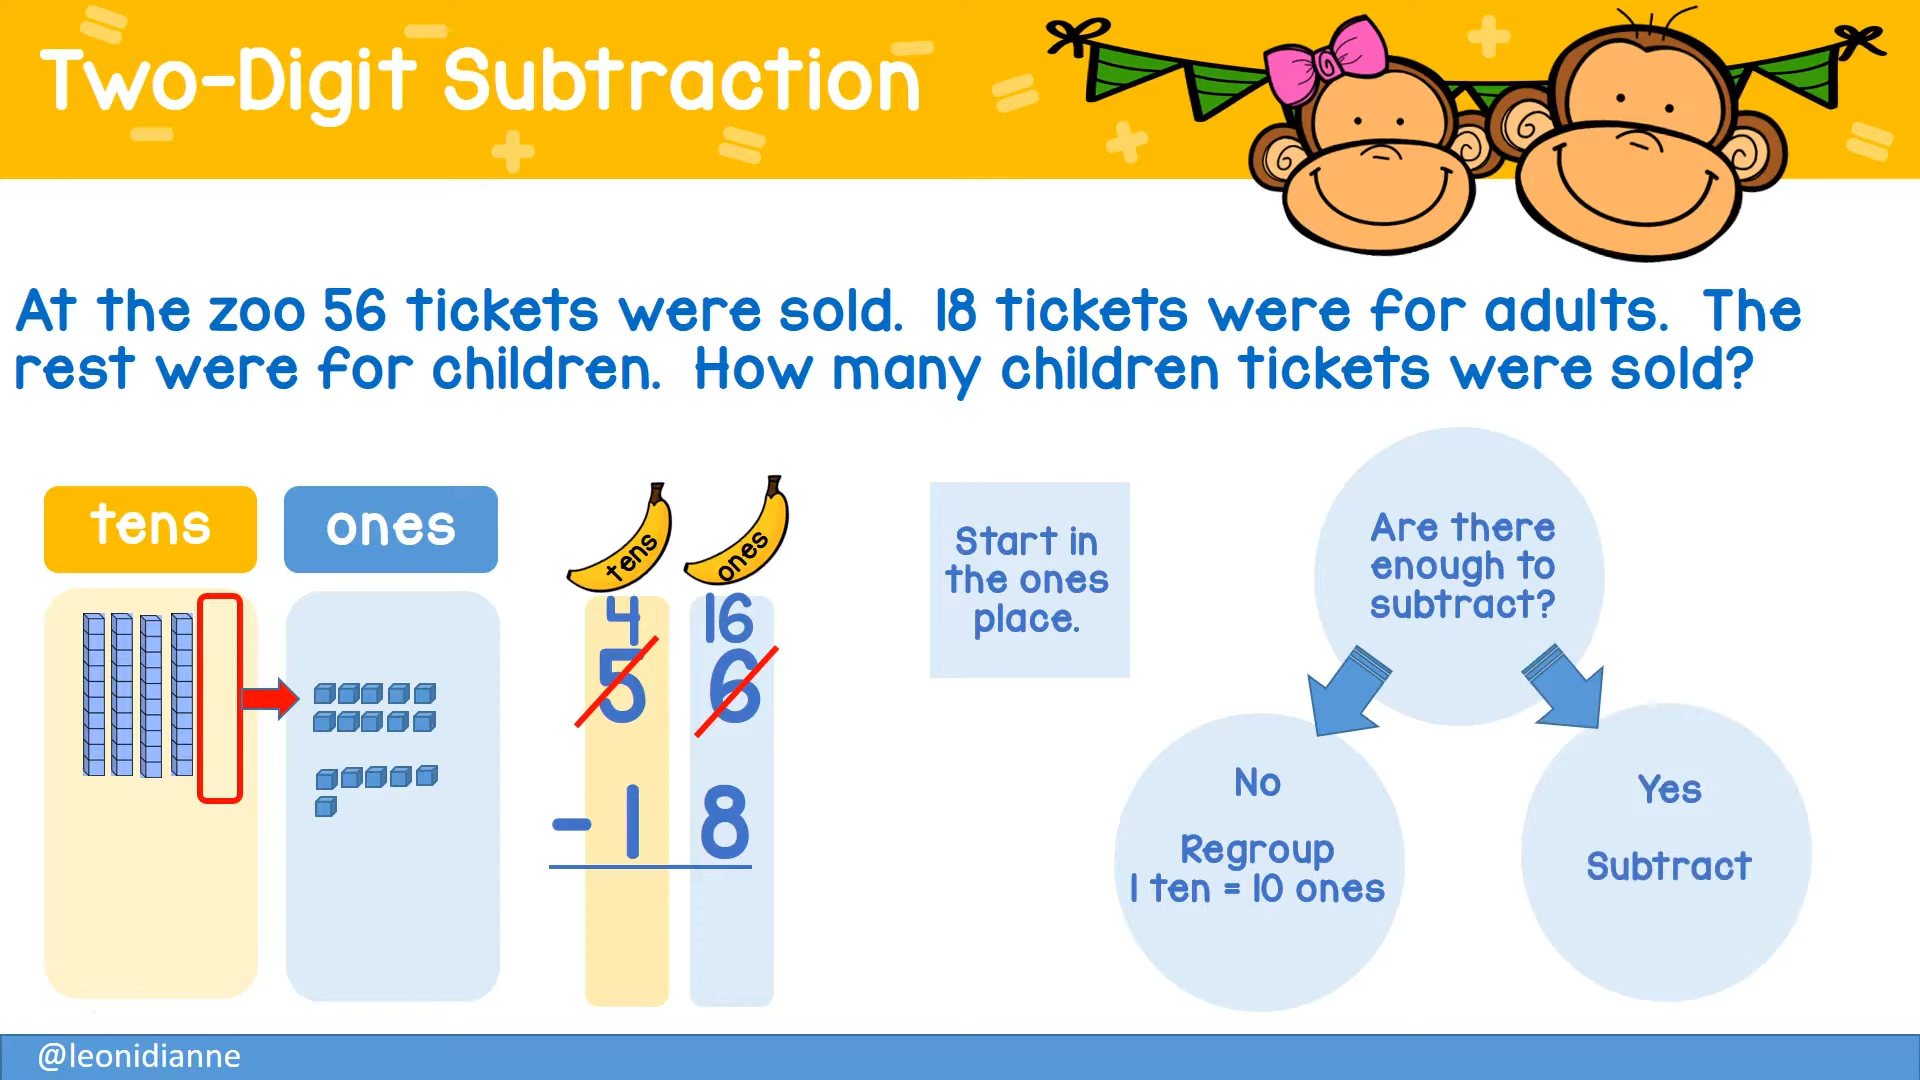 Two-Digit Subtraction
At the zoo 56 tickets were sold.  18 tickets were for adults.  The
rest were for children.  How many children tickets were sold?
tens
ones
tens
ones
4 16
5 6
- 1 8
Start in
the ones
place.
Are there
enough to
subtract?
No
Regroup
1 ten = 10 ones
Yes
Subtract
@leonidianne